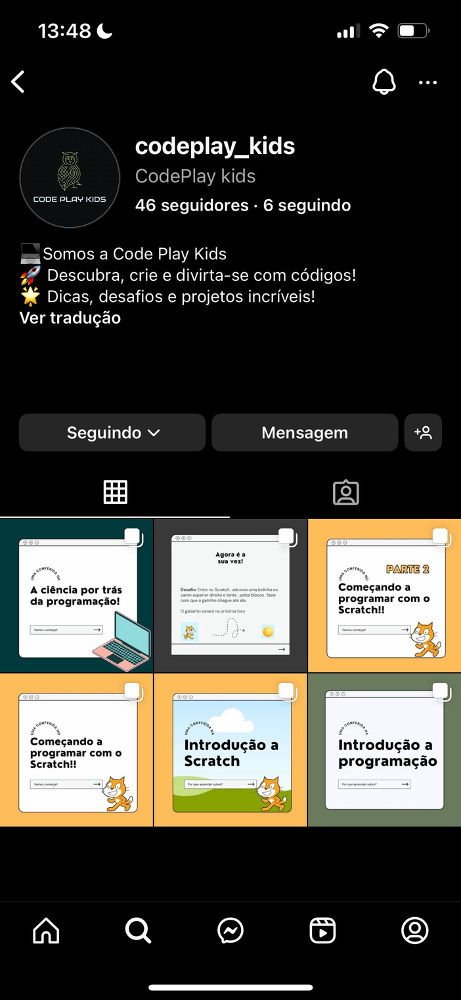 13:48
CODE PLAY KIDS
codeplay_kids
CodePlay kids
46 seguidores · 6 seguindo
💻Somos a Code Play Kids
🚀 Descubra, crie e divirta-se com códigos!
🌟 Dicas, desafios e projetos incríveis!
Ver tradução
Seguindo
Mensagem
UMA CONFERIDA NA
A ciência por trás
da programação!
Vamos começar!
Agora é a
sua vez!
Desafio: Entre no Scratch , adcione uma bolinha no
canto superior direito e tente , pelos blocos , fazer
com que o gatinho chegue até ela.
O gabarito estará na próxima foto
PARTE 2
UMA CONFERIDA NO
Começando a
programar com o
Scratch!!
Vamos começar!
UMA CONFERIDA NO
Começando a
programar com o
Scratch!!
Vamos começar!
UMA CONFERIDA NA
Introdução a
Scratch
Por que aprender sobre?
UMA CONFERIDA NA
Introdução a
programação
Por que aprender sobre?